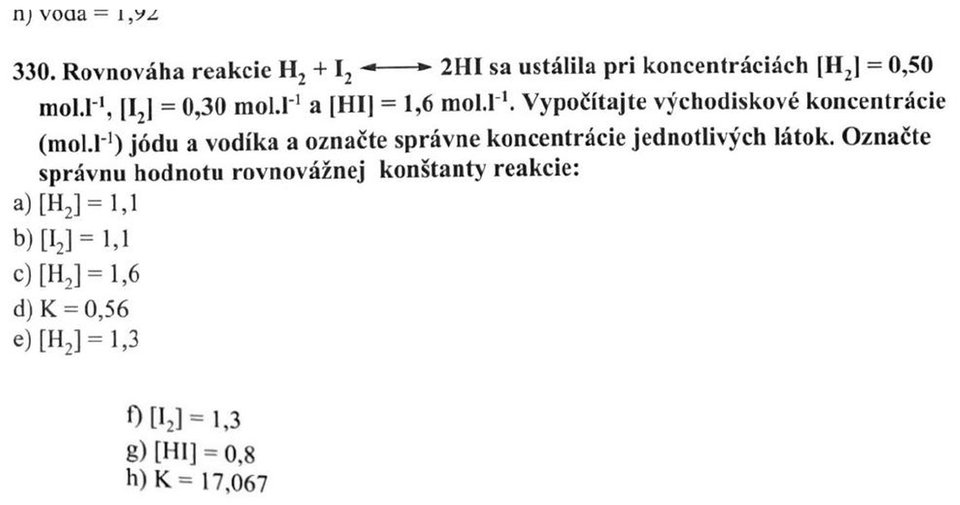 n) voda = 1,92
330. Rovnováha reakcie H₂ + I₂ ⟷ 2HI sa ustálila pri koncentráciách [H₂] = 0,50
mol.l⁻¹, [I₂] = 0,30 mol.l⁻¹ a [HI] = 1,6 mol.l⁻¹. Vypočítajte východiskové koncentrácie
(mol.l⁻¹) jódu a vodíka a označte správne koncentrácie jednotlivých látok. Označte
správnu hodnotu rovnovážnej konštanty reakcie:
a) [H₂] = 1,1
b) [I₂] = 1,1
c) [H₂] = 1,6
d) K = 0,56
e) [H₂] = 1,3
f) [I₂] = 1,3
g) [HI] = 0,8
h) K = 17,067